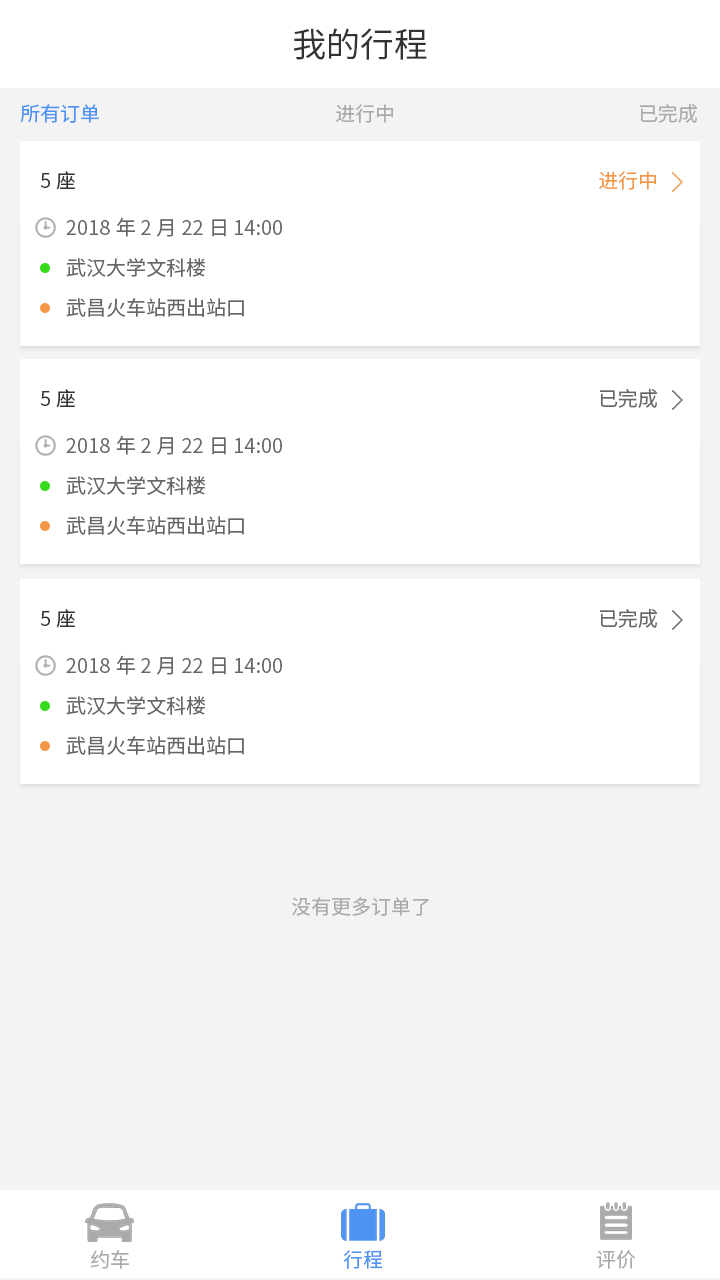 我的行程
所有订单 进行中 已完成
5 座 进行中
2018 年 2 月 22 日 14:00
武汉大学文科楼
武昌火车站西出站口
5 座 已完成
2018 年 2 月 22 日 14:00
武汉大学文科楼
武昌火车站西出站口
5 座 已完成
2018 年 2 月 22 日 14:00
武汉大学文科楼
武昌火车站西出站口
没有更多订单了
约车 行程 评价